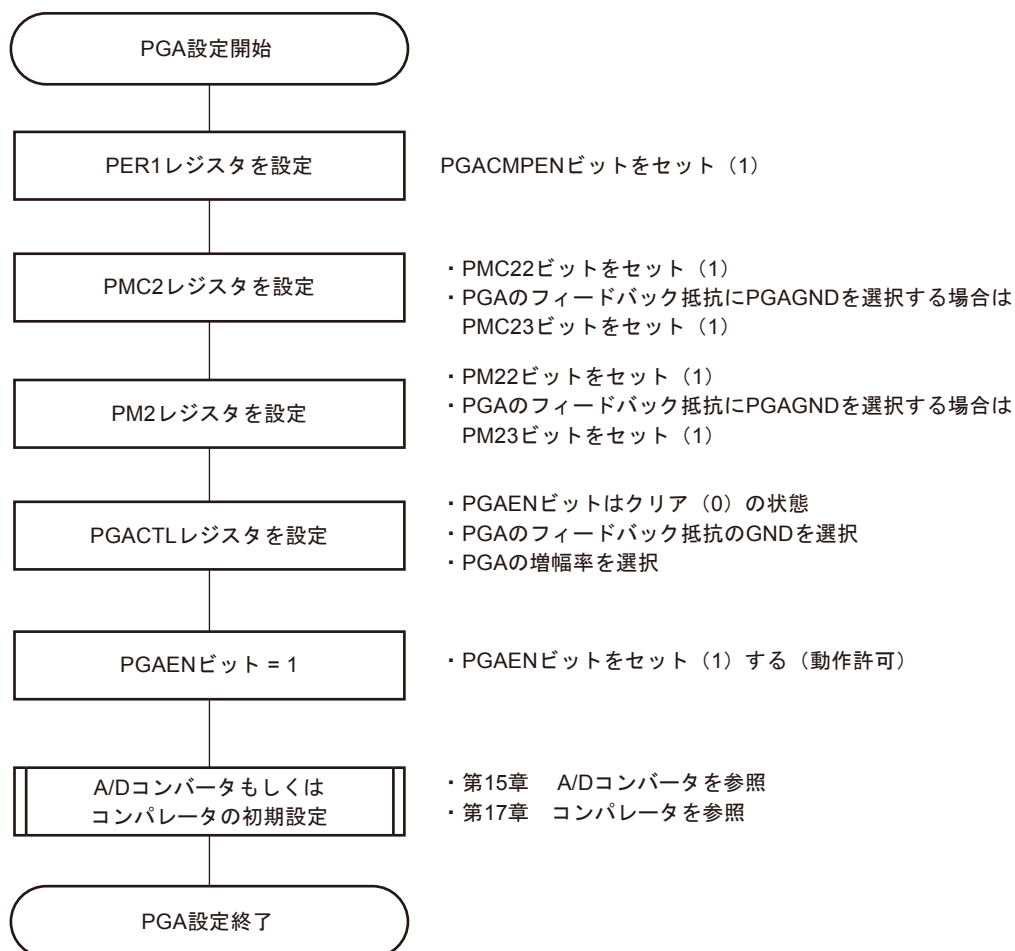 PGA設定開始
PER1レジスタを設定
PGACMPENビットをセット（1）
PMC2レジスタを設定
・PMC22ビットをセット（1）
・PGAのフィードバック抵抗にPGAGNDを選択する場合は
PMC23ビットをセット（1）
PM2レジスタを設定
・PM22ビットをセット（1）
・PGAのフィードバック抵抗にPGAGNDを選択する場合は
PM23ビットをセット（1）
PGACTLレジスタを設定
・PGAENビットはクリア（0）の状態
・PGAのフィードバック抵抗のGNDを選択
・PGAの増幅率を選択
PGAENビット = 1
・PGAENビットをセット（1）する（動作許可）
A/Dコンバータもしくは
コンパレータの初期設定
・第15章　A/Dコンバータを参照
・第17章　コンパレータを参照
PGA設定終了